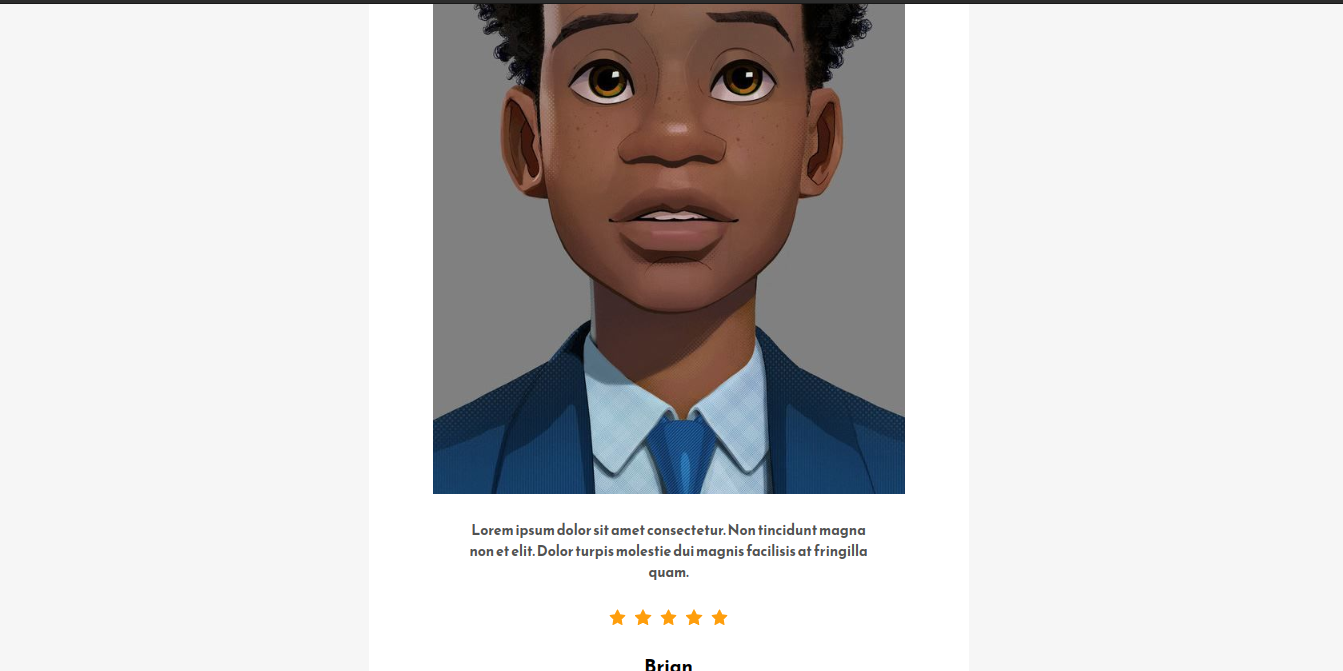 Lorem ipsum dolor sit amet consectetur. Non tincidunt magna
non et elit. Dolor turpis molestie dui magnis facilisis at fringilla
quam.
Brian